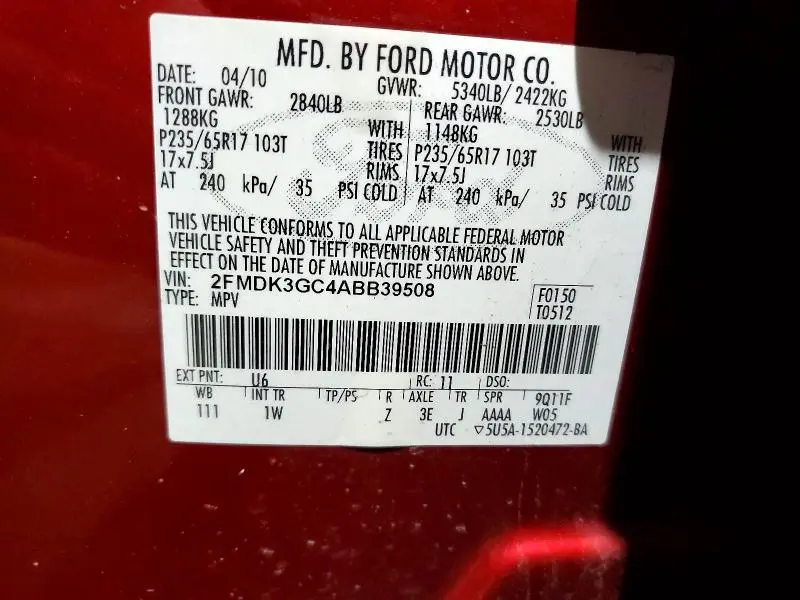 MFD. BY FORD MOTOR CO.
DATE: 04/10 GVWR: 5340LB/ 2422KG
FRONT GAWR: 2840LB REAR GAWR: 2530LB
1288KG WITH 1148KG WITH
P235/65R17 103T TIRES P235/65R17 103T TIRES
17x7.5J RIMS 17x7.5J RIMS
AT 240 kPa/ 35 PSI COLD AT 240 kPa/ 35 PSI COLD
THIS VEHICLE CONFORMS TO ALL APPLICABLE FEDERAL MOTOR
VEHICLE SAFETY AND THEFT PREVENTION STANDARDS IN
EFFECT ON THE DATE OF MANUFACTURE SHOWN ABOVE.
VIN: 2FMDK3GC4ABB39508 F0150
TYPE: MPV T0512
EXT PNT: U6 RC: 11 DSO:
WB INT TR TP/PS R AXLE TR SPR 9Q11F
111 1W Z 3E J AAAA W05
UTC ▽5U5A-1520472-BA